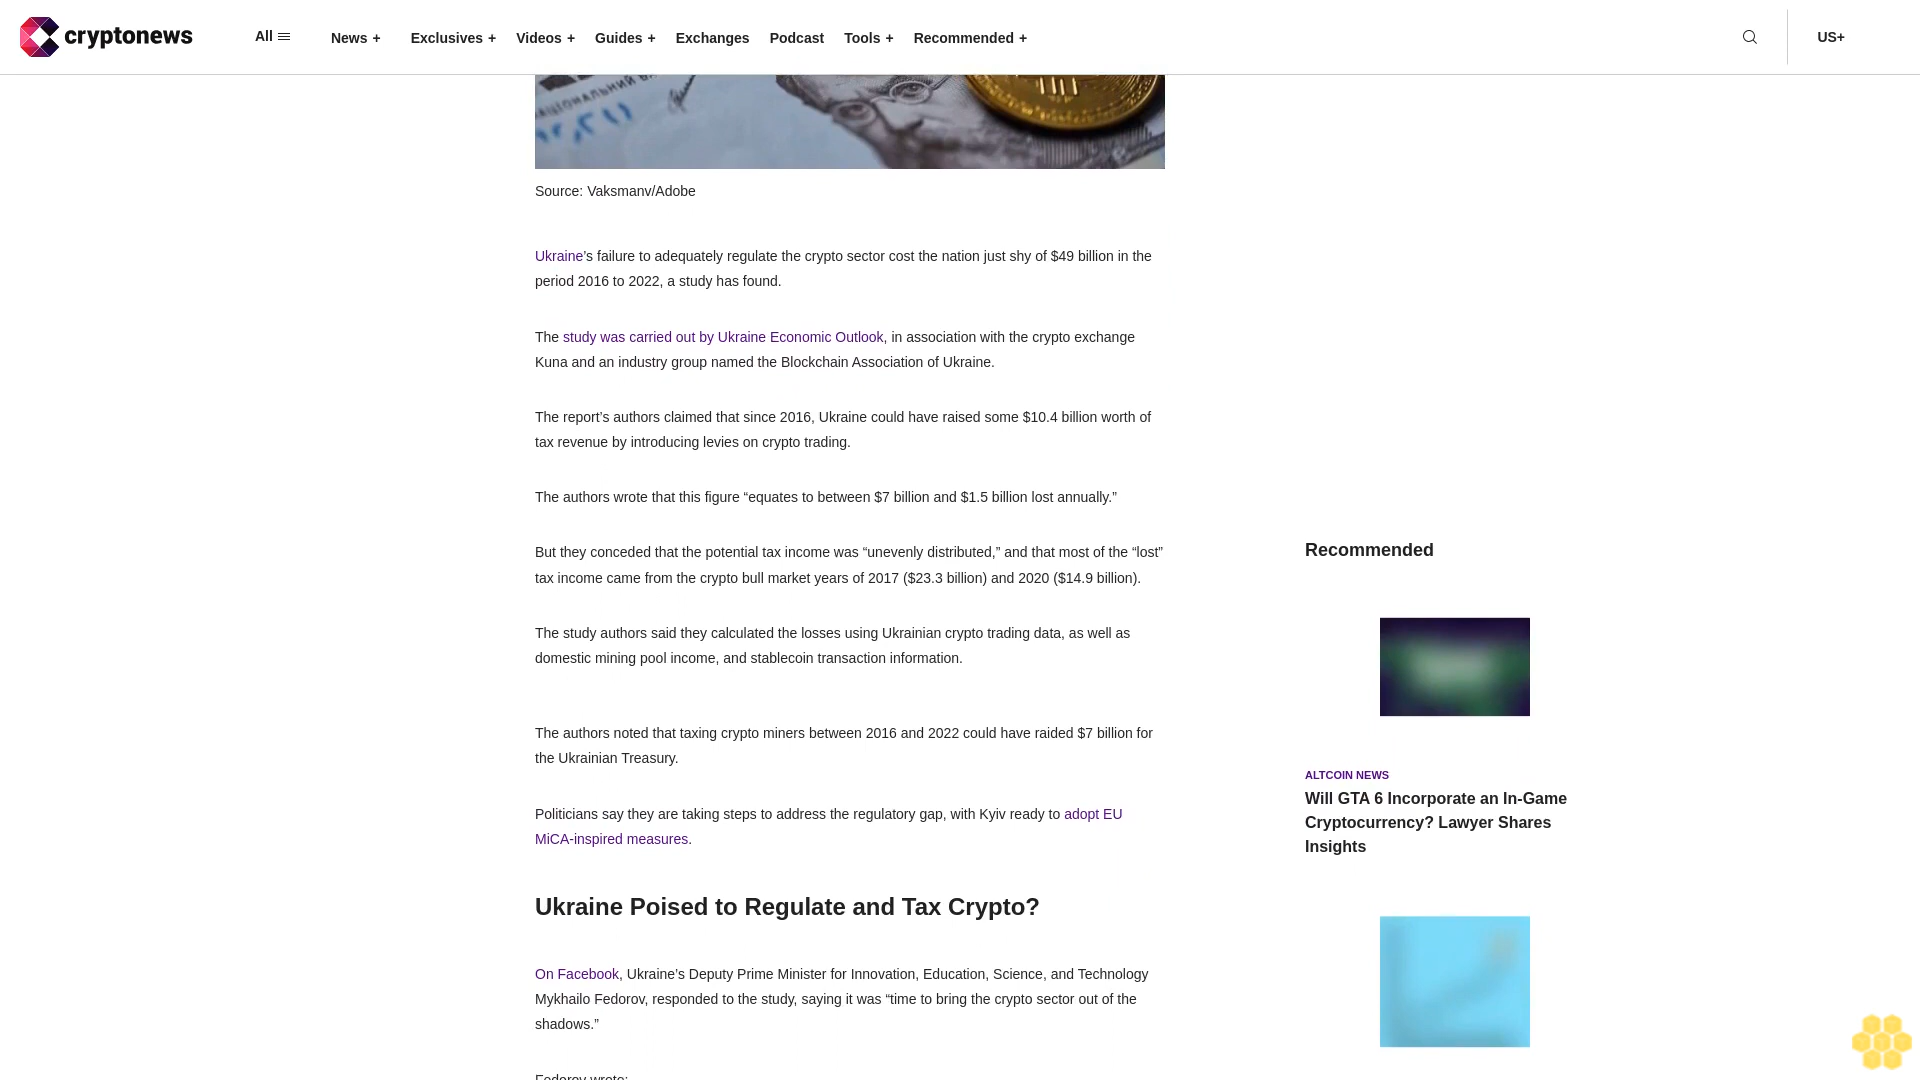 cryptonews
All
News +
Exclusives +
Videos +
Guides +
Exchanges
Podcast
Tools +
Recommended +
US+
Source: Vaksmanv/Adobe
Ukraine’s failure to adequately regulate the crypto sector cost the nation just shy of $49 billion in the
period 2016 to 2022, a study has found.
The study was carried out by Ukraine Economic Outlook, in association with the crypto exchange
Kuna and an industry group named the Blockchain Association of Ukraine.
The report’s authors claimed that since 2016, Ukraine could have raised some $10.4 billion worth of
tax revenue by introducing levies on crypto trading.
The authors wrote that this figure “equates to between $7 billion and $1.5 billion lost annually.”
But they conceded that the potential tax income was “unevenly distributed,” and that most of the “lost”
tax income came from the crypto bull market years of 2017 ($23.3 billion) and 2020 ($14.9 billion).
The study authors said they calculated the losses using Ukrainian crypto trading data, as well as
domestic mining pool income, and stablecoin transaction information.
The authors noted that taxing crypto miners between 2016 and 2022 could have raided $7 billion for
the Ukrainian Treasury.
Politicians say they are taking steps to address the regulatory gap, with Kyiv ready to adopt EU
MiCA-inspired measures.
Ukraine Poised to Regulate and Tax Crypto?
On Facebook, Ukraine’s Deputy Prime Minister for Innovation, Education, Science, and Technology
Mykhailo Fedorov, responded to the study, saying it was “time to bring the crypto sector out of the
shadows.”
Fedorov wrote:
Recommended
ALTCOIN NEWS
Will GTA 6 Incorporate an In-Game
Cryptocurrency? Lawyer Shares
Insights